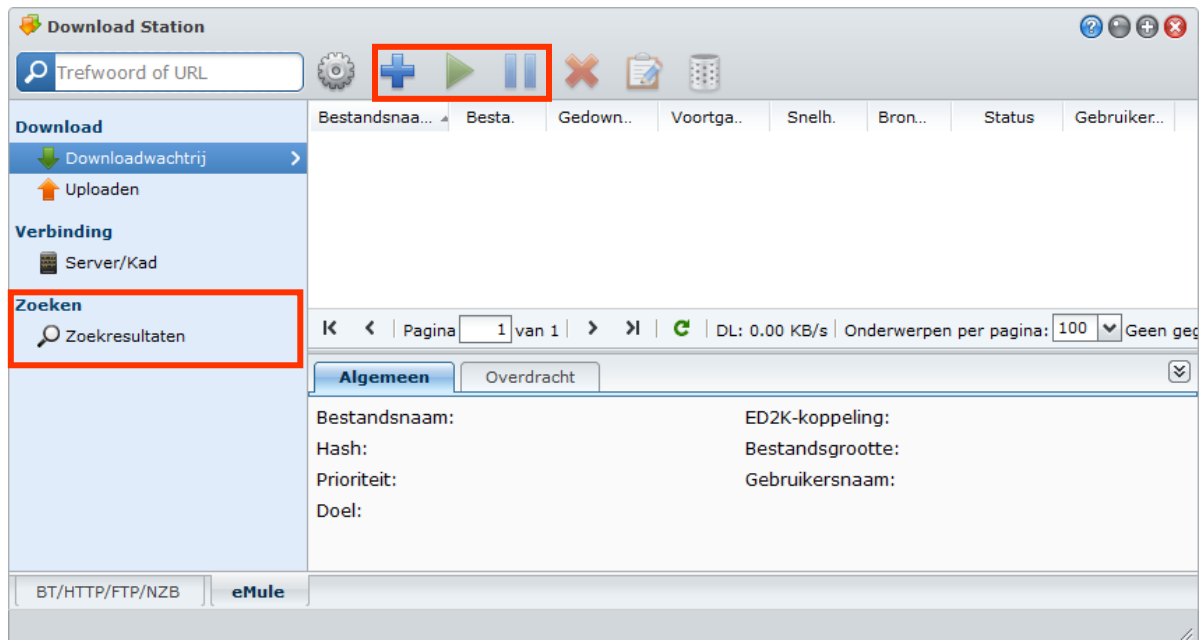 Download Station
Trefwoord of URL
Download
Downloadwachtrij
Uploaden
Verbinding
Server/Kad
Zoeken
Zoekresultaten
Bestandsnaa... Besta. Gedown... Voortga.. Snelh. Bron... Status Gebruiker...
Pagina 1 van 1 DL: 0.00 KB/s Onderwerpen per pagina: 100 Geen geg
Algemeen Overdracht
Bestandsnaam: ED2K-koppeling:
Hash: Bestandsgrootte:
Prioriteit: Gebruikersnaam:
Doel:
BT/HTTP/FTP/NZB eMule